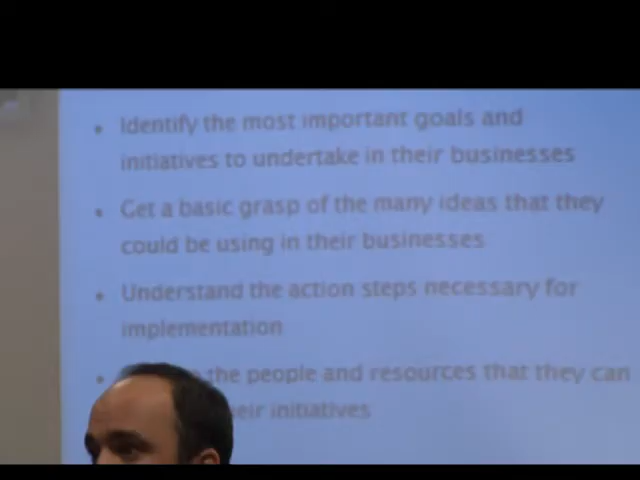 • Identify the most important goals and
initiatives to undertake in their businesses
• Get a basic grasp of the many ideas that they
could be using in their businesses
• Understand the action steps necessary for
implementation
• the people and resources that they can
initiatives